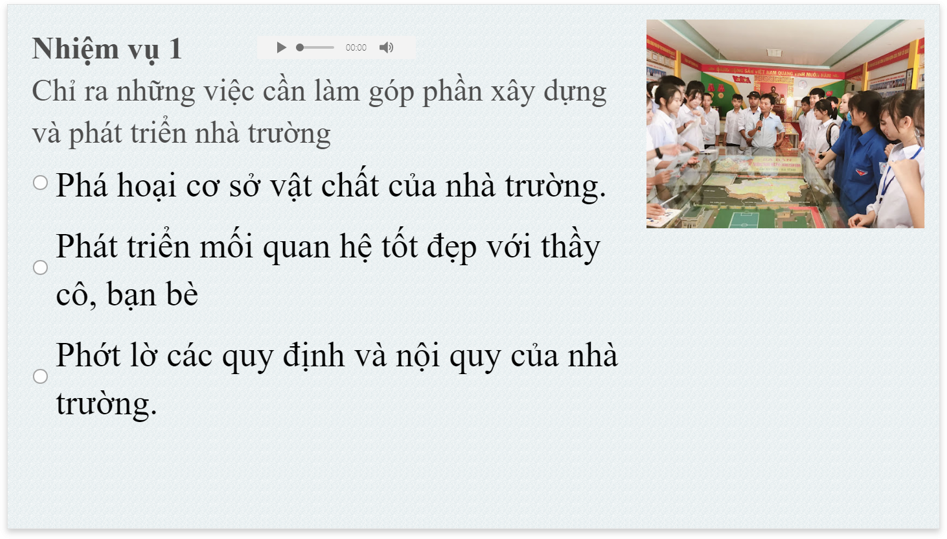 Nhiệm vụ 1
00:00
Chỉ ra những việc cần làm góp phần xây dựng
và phát triển nhà trường
Phá hoại cơ sở vật chất của nhà trường.
Phát triển mối quan hệ tốt đẹp với thầy
cô, bạn bè
Phớt lờ các quy định và nội quy của nhà
trường.